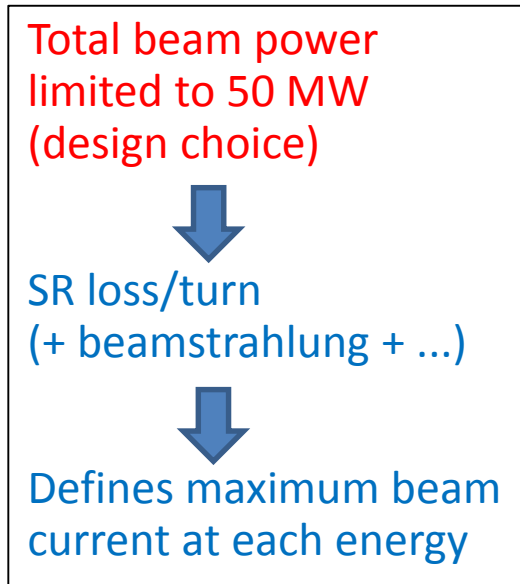 Total beam power
limited to 50 MW
(design choice)
SR loss/turn
(+ beamstrahlung + ...)
Defines maximum beam
current at each energy